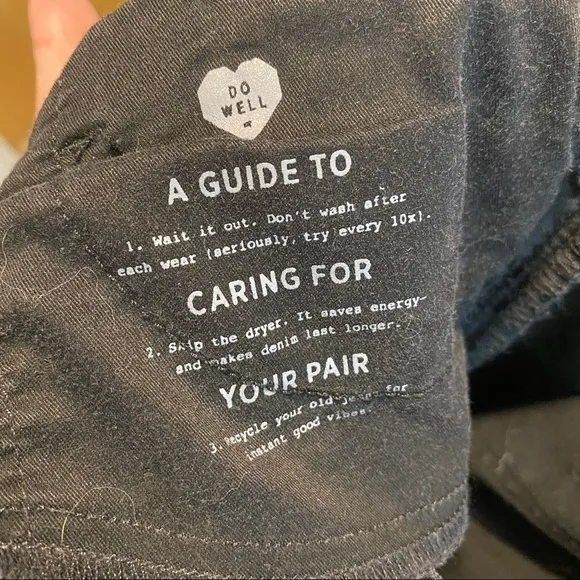 DO
WELL
A GUIDE TO
1. Wait it out. Don't wash after
each wear (seriously, try every 10x).
CARING FOR
2. Skip the dryer. It saves energy—
and makes denim last longer.
YOUR PAIR
3. Recycle your old jeans for
instant good vibes.